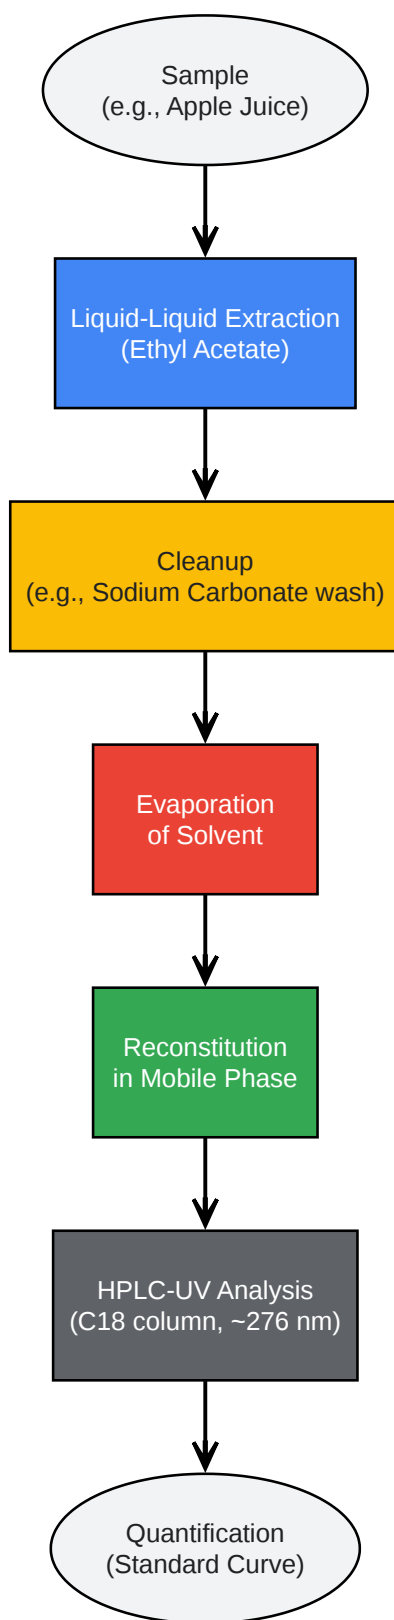 Sample
(e.g., Apple Juice)
Liquid-Liquid Extraction
(Ethyl Acetate)
Cleanup
(e.g., Sodium Carbonate wash)
Evaporation
of Solvent
Reconstitution
in Mobile Phase
HPLC-UV Analysis
(C18 column, ~276 nm)
Quantification
(Standard Curve)